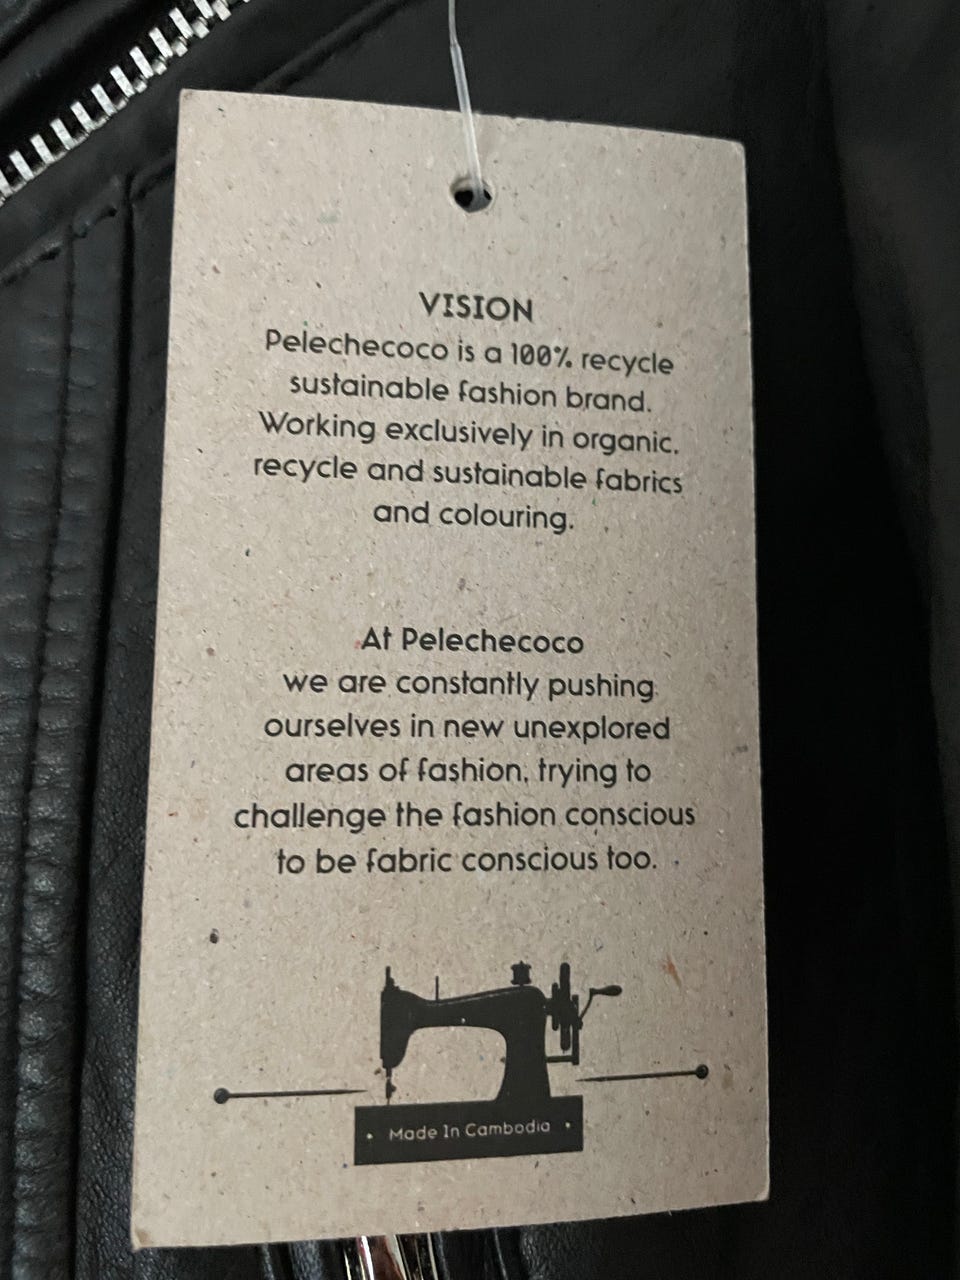 VISION
Pelechecoco is a 100% recycle
sustainable fashion brand.
Working exclusively in organic,
recycle and sustainable fabrics
and colouring.
At Pelechecoco
we are constantly pushing
ourselves in new unexplored
areas of fashion, trying to
challenge the fashion conscious
to be fabric conscious too.
• Made In Cambodia •